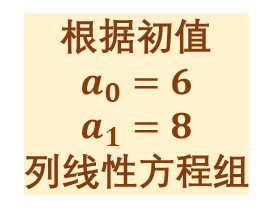 根据初值
a₀ = 6
a₁ = 8
列线性方程组